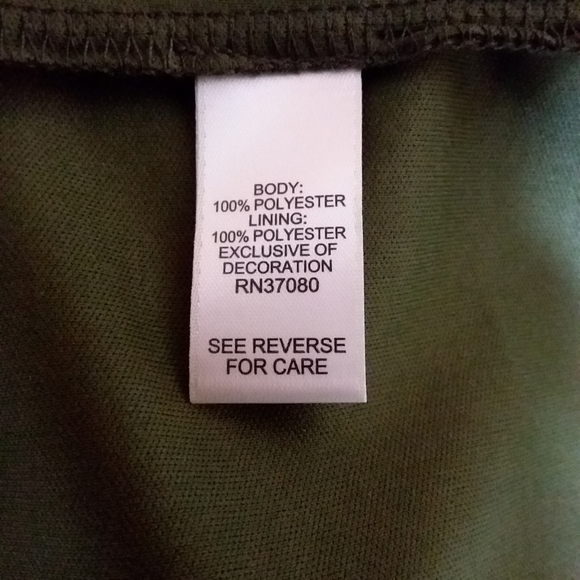 BODY:
100% POLYESTER
LINING:
100% POLYESTER
EXCLUSIVE OF
DECORATION
RN37080
SEE REVERSE
FOR CARE